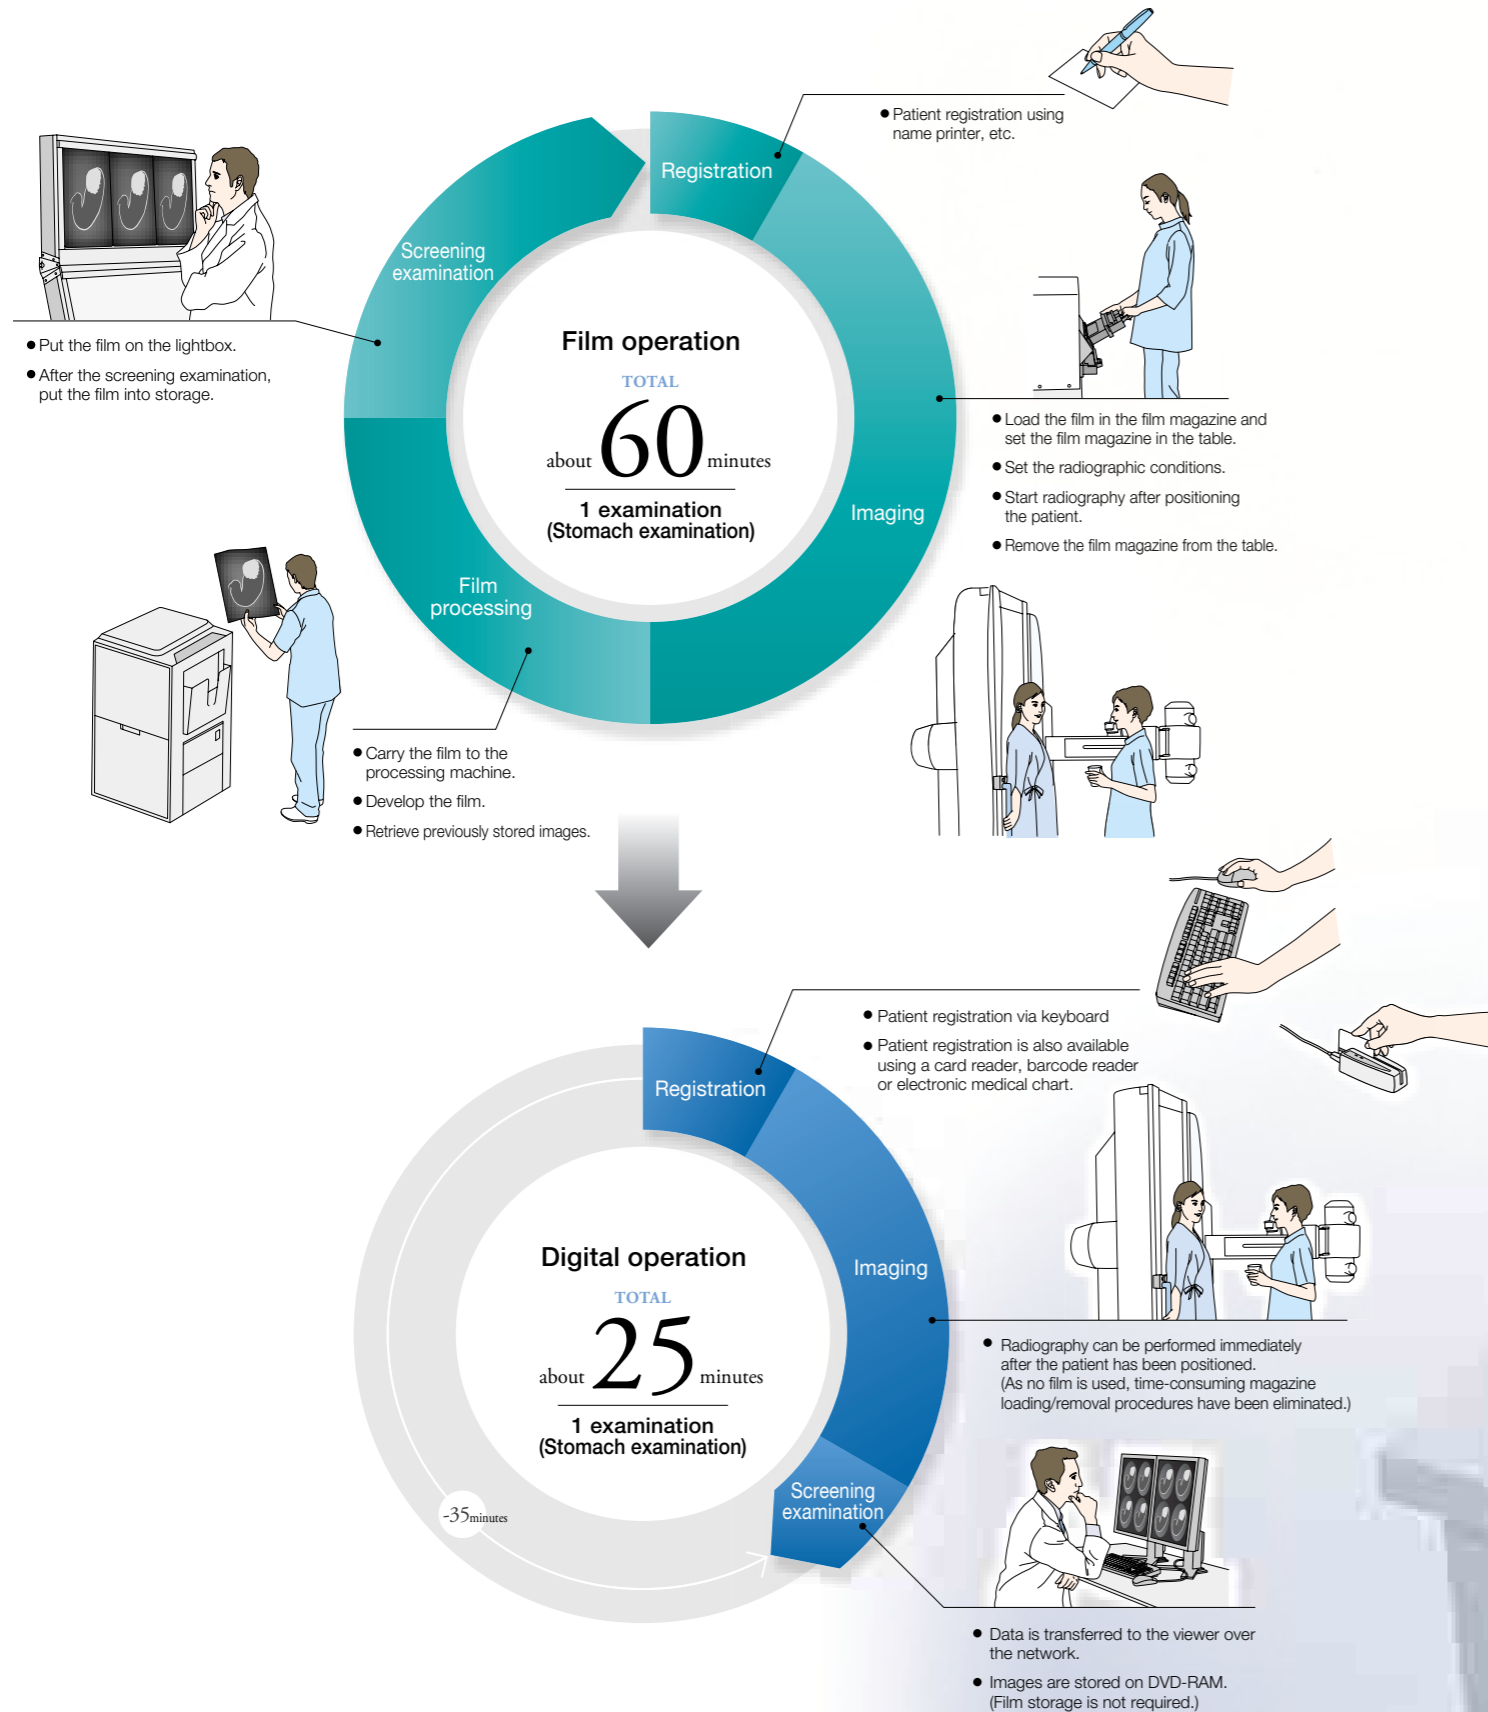 ● Patient registration using
name printer, etc.
Registration
Screening
examination
● Put the film on the lightbox.
● After the screening examination,
put the film into storage.
Film operation
TOTAL
about 60 minutes
1 examination
(Stomach examination)
● Load the film in the film magazine and
set the film magazine in the table.
● Set the radiographic conditions.
● Start radiography after positioning
the patient.
● Remove the film magazine from the table.
Imaging
Film
processing
● Carry the film to the
processing machine.
● Develop the film.
● Retrieve previously stored images.
● Patient registration via keyboard
● Patient registration is also available
using a card reader, barcode reader
or electronic medical chart.
Registration
Digital operation
TOTAL
about 25 minutes
1 examination
(Stomach examination)
Imaging
● Radiography can be performed immediately
after the patient has been positioned.
(As no film is used, time-consuming magazine
loading/removal procedures have been eliminated.)
Screening
examination
-35minutes
● Data is transferred to the viewer over
the network.
● Images are stored on DVD-RAM.
(Film storage is not required.)